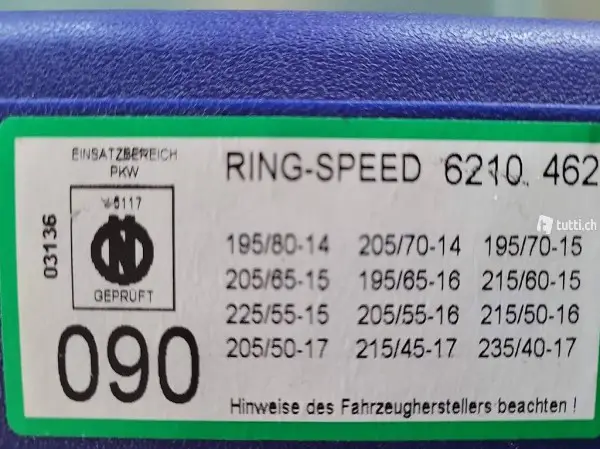 EINSATZBEREICH
PKW
5117
GEPRÜFT
03136
090
RING-SPEED 6210 462
195/80-14 205/70-14 195/70-15
205/65-15 195/65-16 215/60-15
225/55-15 205/55-16 215/50-16
205/50-17 215/45-17 235/40-17
Hinweise des Fahrzeugherstellers beachten !
tutti.ch